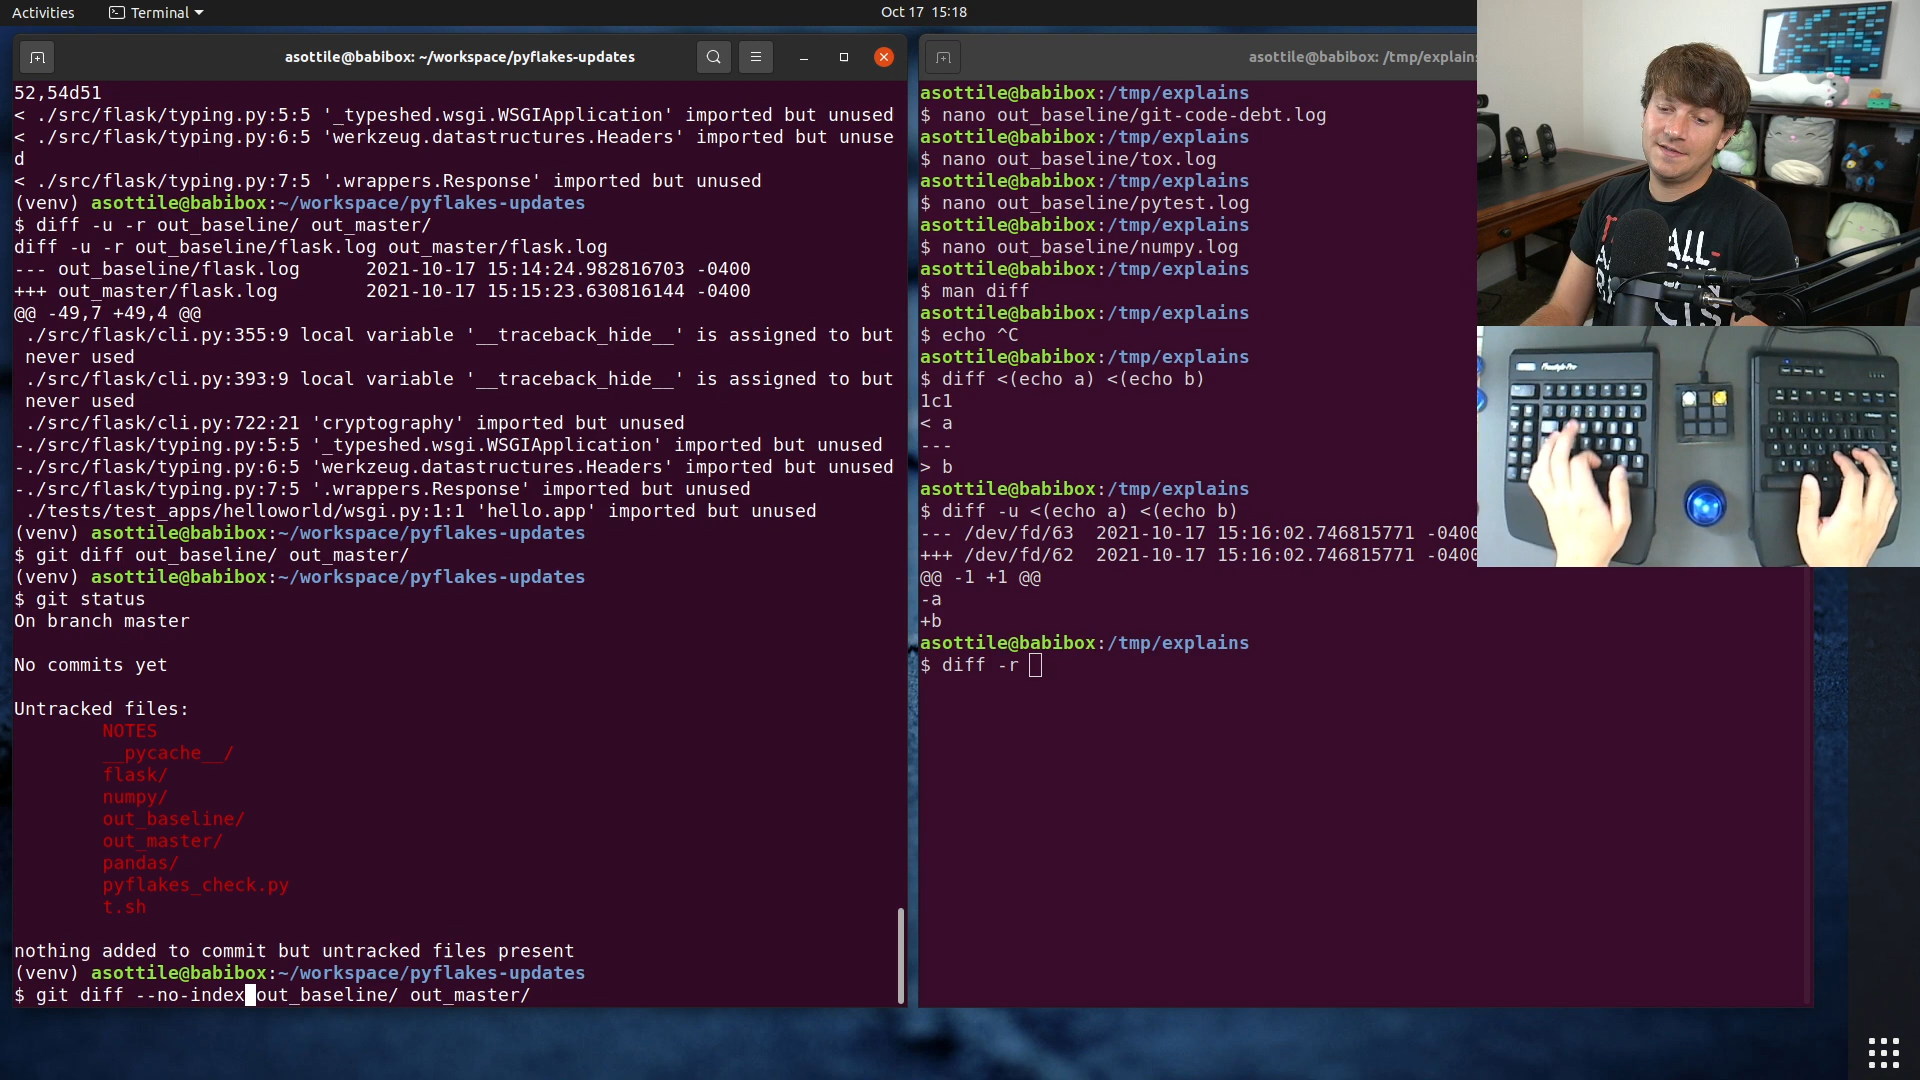 Activities
Terminal
Oct 17 15:18
asottile@babibox: ~/workspace/pyflakes-updates
52,54d51
< ./src/flask/typing.py:5:5 '_typeshed.wsgi.WSGIApplication' imported but unused
< ./src/flask/typing.py:6:5 'werkzeug.datastructures.Headers' imported but unuse
d
< ./src/flask/typing.py:7:5 '.wrappers.Response' imported but unused
(venv) asottile@babibox:~/workspace/pyflakes-updates
$ diff -u -r out_baseline/ out_master/
diff -u -r out_baseline/flask.log out_master/flask.log
--- out_baseline/flask.log      2021-10-17 15:14:24.982816703 -0400
+++ out_master/flask.log        2021-10-17 15:15:23.630816144 -0400
@@ -49,7 +49,4 @@
 ./src/flask/cli.py:355:9 local variable '__traceback_hide__' is assigned to but
 never used
 ./src/flask/cli.py:393:9 local variable '__traceback_hide__' is assigned to but
 never used
 ./src/flask/cli.py:722:21 'cryptography' imported but unused
-./src/flask/typing.py:5:5 '_typeshed.wsgi.WSGIApplication' imported but unused
-./src/flask/typing.py:6:5 'werkzeug.datastructures.Headers' imported but unused
-./src/flask/typing.py:7:5 '.wrappers.Response' imported but unused
 ./tests/test_apps/helloworld/wsgi.py:1:1 'hello.app' imported but unused
(venv) asottile@babibox:~/workspace/pyflakes-updates
$ git diff out_baseline/ out_master/
(venv) asottile@babibox:~/workspace/pyflakes-updates
$ git status
On branch master
No commits yet
Untracked files:
NOTES
__pycache__/
flask/
numpy/
out_baseline/
out_master/
pandas/
pyflakes_check.py
t.sh
nothing added to commit but untracked files present
(venv) asottile@babibox:~/workspace/pyflakes-updates
$ git diff --no-index out_baseline/ out_master/
asottile@babibox: /tmp/explains
asottile@babibox:/tmp/explains
$ nano out_baseline/git-code-debt.log
asottile@babibox:/tmp/explains
$ nano out_baseline/tox.log
asottile@babibox:/tmp/explains
$ nano out_baseline/pytest.log
asottile@babibox:/tmp/explains
$ nano out_baseline/numpy.log
asottile@babibox:/tmp/explains
$ man diff
asottile@babibox:/tmp/explains
$ echo ^C
asottile@babibox:/tmp/explains
$ diff <(echo a) <(echo b)
1c1
< a
---
> b
asottile@babibox:/tmp/explains
$ diff -u <(echo a) <(echo b)
--- /dev/fd/63  2021-10-17 15:16:02.746815771 -0400
+++ /dev/fd/62  2021-10-17 15:16:02.746815771 -0400
@@ -1 +1 @@
-a
+b
asottile@babibox:/tmp/explains
$ diff -r